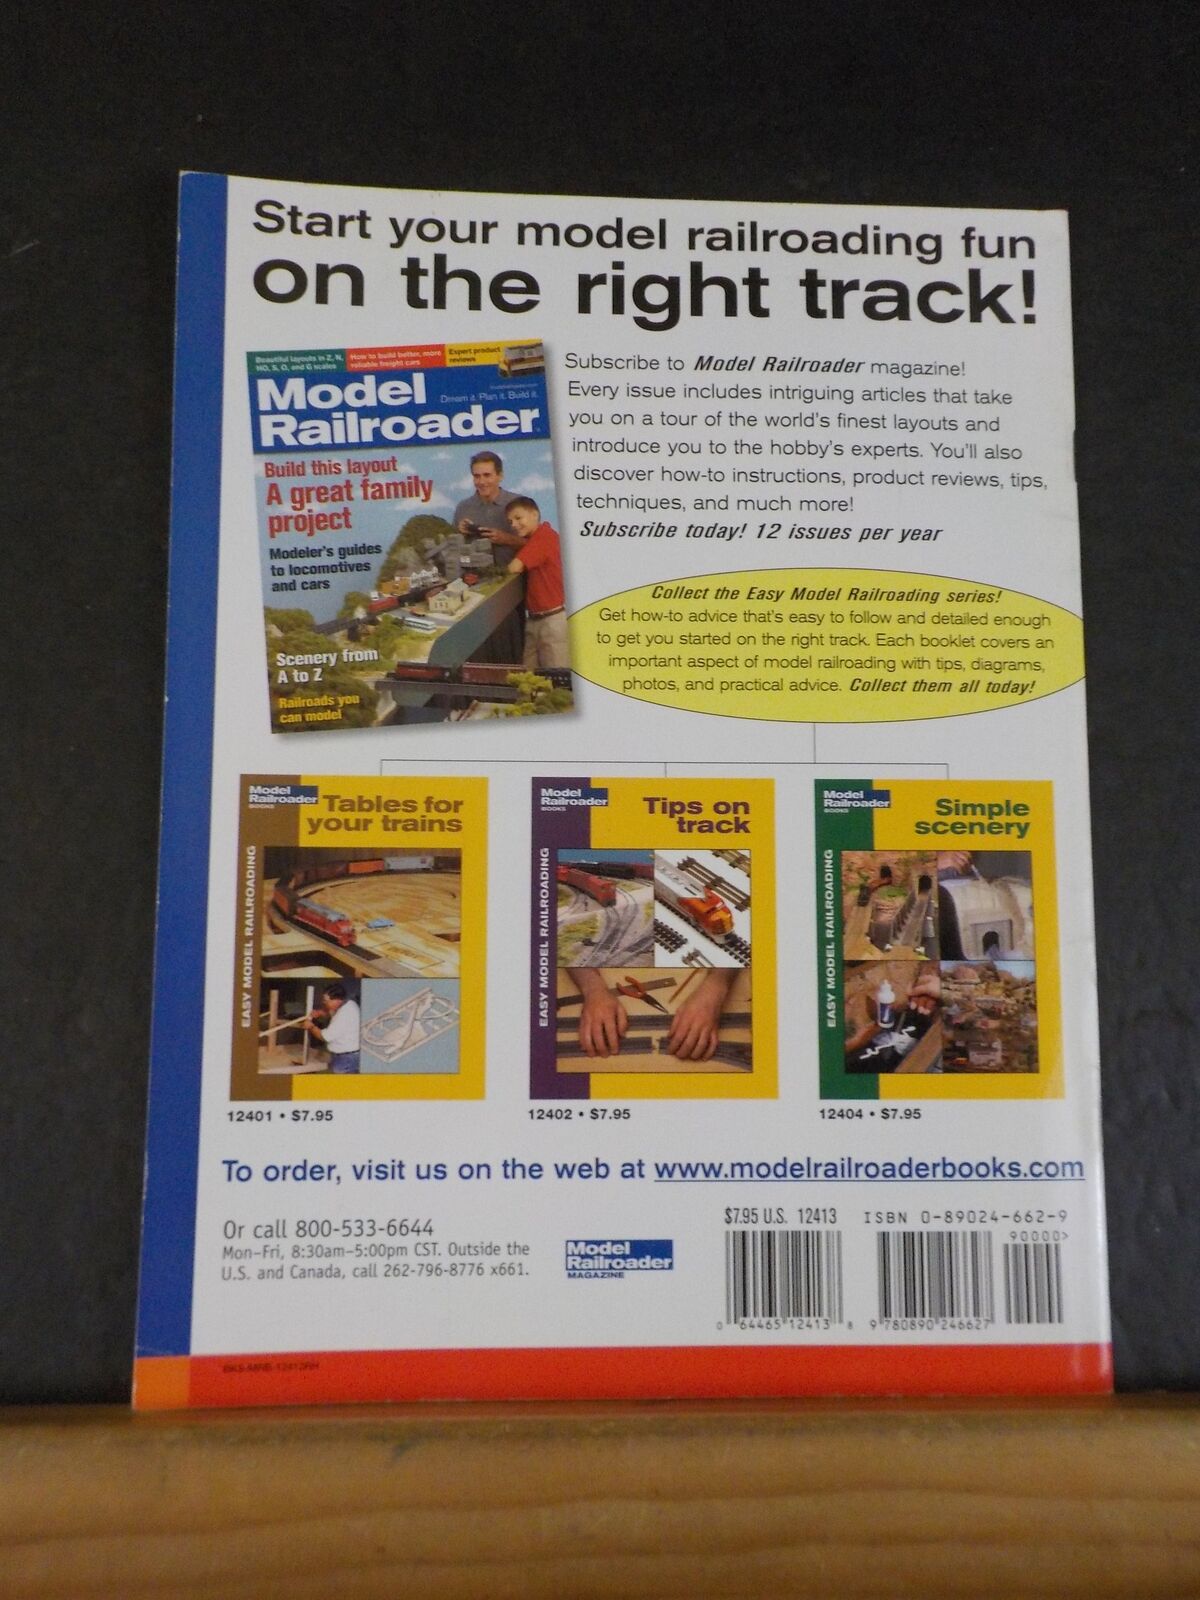 Start your model railroading fun
on the right track!
Beautiful layouts in Z, N,
HO, S, O, and G scales
How to build better, more
reliable freight cars
Expert product
reviews
Model
Railroader
Dream it. Plan it. Build it.
Build this layout
A great family
project
Modeler's guides
to locomotives
and cars
Scenery from
A to Z
Railroads you
can model
Subscribe to Model Railroader magazine!
Every issue includes intriguing articles that take
you on a tour of the world's finest layouts and
introduce you to the hobby's experts. You'll also
discover how-to instructions, product reviews, tips,
techniques, and much more!
Subscribe today! 12 issues per year
Collect the Easy Model Railroading series!
Get how-to advice that's easy to follow and detailed enough
to get you started on the right track. Each booklet covers an
important aspect of model railroading with tips, diagrams,
photos, and practical advice. Collect them all today!
Model
Railroader
BOOKS
Tables for
your trains
EASY MODEL RAILROADING
12401 • $7.95
Model
Railroader
BOOKS
Tips on
track
EASY MODEL RAILROADING
12402 • $7.95
Model
Railroader
BOOKS
Simple
scenery
EASY MODEL RAILROADING
12404 • $7.95
To order, visit us on the web at www.modelrailroaderbooks.com
Or call 800-533-6644
Mon–Fri, 8:30am–5:00pm CST. Outside the
U.S. and Canada, call 262-796-8776 x661.
Model
Railroader
MAGAZINE
$7.95 U.S. 12413
0 64465 12413 8
ISBN 0-89024-662-9
90000>
9 780890 246627